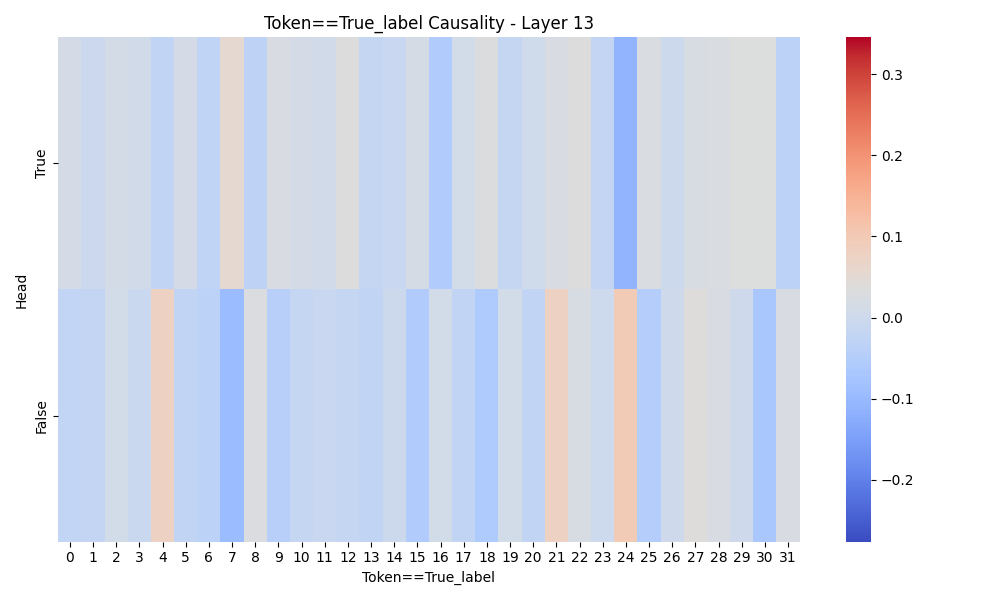 Token==True_label Causality - Layer 13
Head
True
False
0 1 2 3 4 5 6 7 8 9 10 11 12 13 14 15 16 17 18 19 20 21 22 23 24 25 26 27 28 29 30 31
Token==True_label
0.3
0.2
0.1
0.0
−0.1
−0.2